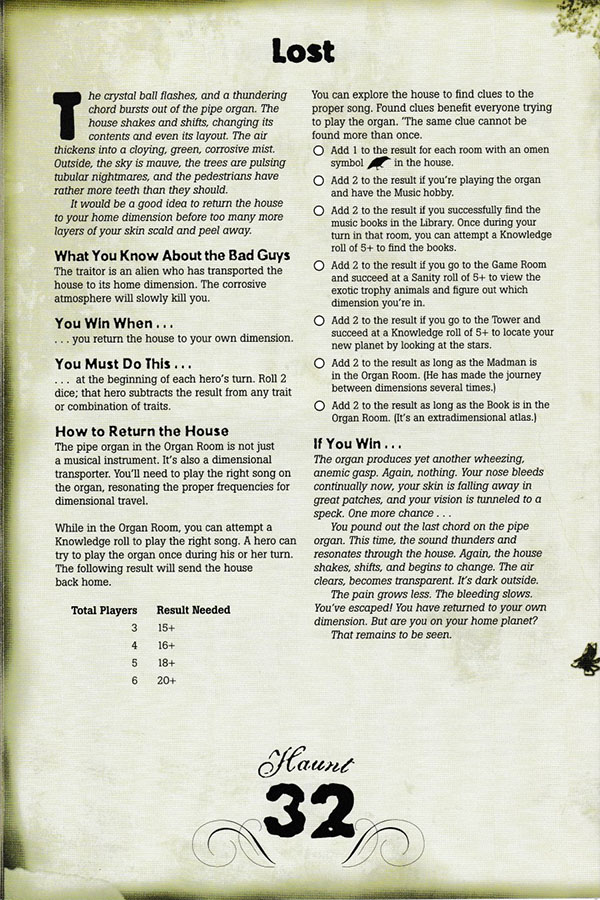 Lost
The crystal ball flashes, and a thundering
chord bursts out of the pipe organ. The
house shakes and shifts, changing its
contents and even its layout. The air
thickens into a cloying, green, corrosive mist.
Outside, the sky is mauve, the trees are pulsing
tubular nightmares, and the pedestrians have
rather more teeth than they should.
It would be a good idea to return the house
to your home dimension before too many more
layers of your skin scald and peel away.
What You Know About the Bad Guys
The traitor is an alien who has transported the
house to its home dimension. The corrosive
atmosphere will slowly kill you.
You Win When . . .
. . . you return the house to your own dimension.
You Must Do This . . .
. . . at the beginning of each hero's turn. Roll 2
dice; that hero subtracts the result from any trait
or combination of traits.
How to Return the House
The pipe organ in the Organ Room is not just
a musical instrument. It's also a dimensional
transporter. You'll need to play the right song on
the organ, resonating the proper frequencies for
dimensional travel.
While in the Organ Room, you can attempt a
Knowledge roll to play the right song. A hero can
try to play the organ once during his or her turn.
The following result will send the house
back home.
Total Players Result Needed
3 15+
4 16+
5 18+
6 20+
You can explore the house to find clues to the
proper song. Found clues benefit everyone trying
to play the organ. 'The same clue cannot be
found more than once.
Add 1 to the result for each room with an omen
symbol in the house.
Add 2 to the result if you're playing the organ
and have the Music hobby.
Add 2 to the result if you successfully find the
music books in the Library. Once during your
turn in that room, you can attempt a Knowledge
roll of 5+ to find the books.
Add 2 to the result if you go to the Game Room
and succeed at a Sanity roll of 5+ to view the
exotic trophy animals and figure out which
dimension you're in.
Add 2 to the result if you go to the Tower and
succeed at a Knowledge roll of 5+ to locate your
new planet by looking at the stars.
Add 2 to the result as long as the Madman is
in the Organ Room. (He has made the journey
between dimensions several times.)
Add 2 to the result as long as the Book is in the
Organ Room. (It's an extradimensional atlas.)
If You Win . . .
The organ produces yet another wheezing,
anemic gasp. Again, nothing. Your nose bleeds
continually now, your skin is falling away in
great patches, and your vision is tunneled to a
speck. One more chance . . .
You pound out the last chord on the pipe
organ. This time, the sound thunders and
resonates through the house. Again, the house
shakes, shifts, and begins to change. The air
clears, becomes transparent. It's dark outside.
The pain grows less. The bleeding slows.
You've escaped! You have returned to your own
dimension. But are you on your home planet?
That remains to be seen.
Haunt
32